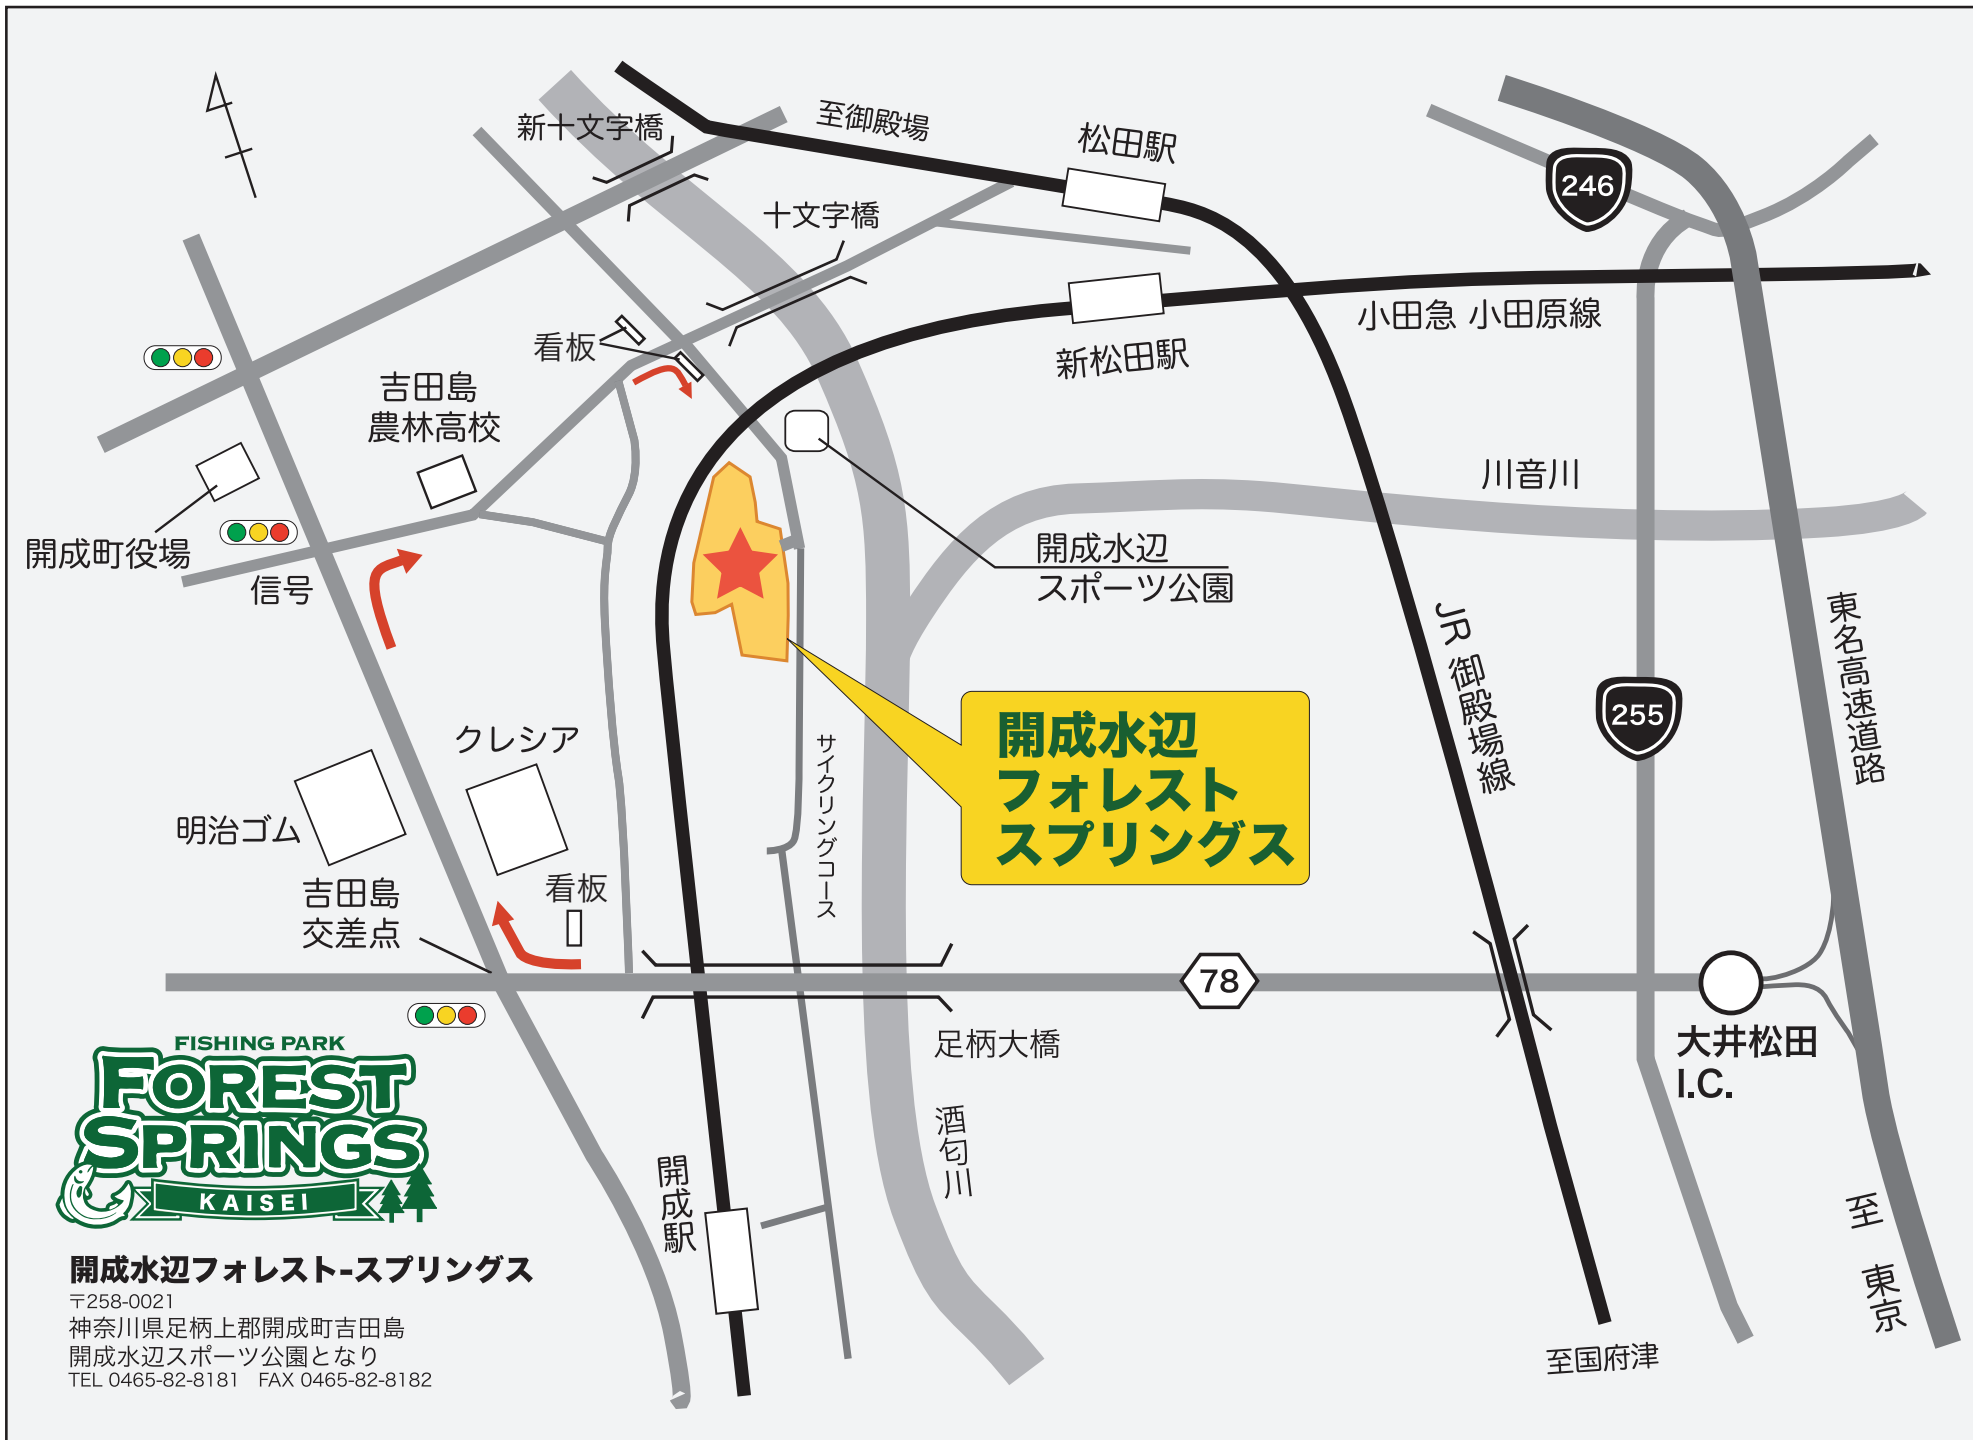 新十文字橋
至御殿場
松田駅
246
十文字橋
看板
新松田駅
小田急 小田原線
吉田島
農林高校
川音川
開成町役場
信号
開成水辺
スポーツ公園
JR 御殿場線
東名高速道路
255
開成水辺
フォレスト
スプリングス
クレシア
サイクリングコース
明治ゴム
看板
吉田島
交差点
78
足柄大橋
大井松田
I.C.
酒匂川
開成駅
至 東京
至国府津
FISHING PARK
FOREST
SPRINGS
KAISEI
開成水辺フォレスト-スプリングス
〒258-0021
神奈川県足柄上郡開成町吉田島
開成水辺スポーツ公園となり
TEL 0465-82-8181 FAX 0465-82-8182